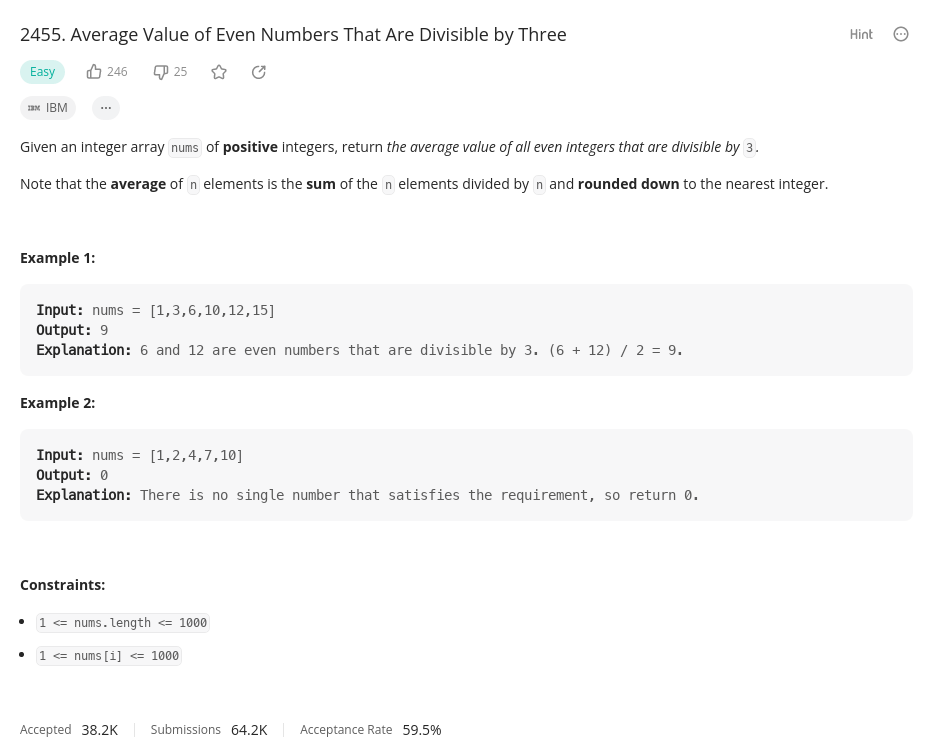 2455. Average Value of Even Numbers That Are Divisible by Three
Hint
Easy 246 25
IBM IBM ...
Given an integer array nums of positive integers, return the average value of all even integers that are divisible by 3.
Note that the average of n elements is the sum of the n elements divided by n and rounded down to the nearest integer.
Example 1:
Input: nums = [1,3,6,10,12,15]
Output: 9
Explanation: 6 and 12 are even numbers that are divisible by 3. (6 + 12) / 2 = 9.
Example 2:
Input: nums = [1,2,4,7,10]
Output: 0
Explanation: There is no single number that satisfies the requirement, so return 0.
Constraints:
• 1 <= nums.length <= 1000
• 1 <= nums[i] <= 1000
Accepted 38.2K Submissions 64.2K Acceptance Rate 59.5%